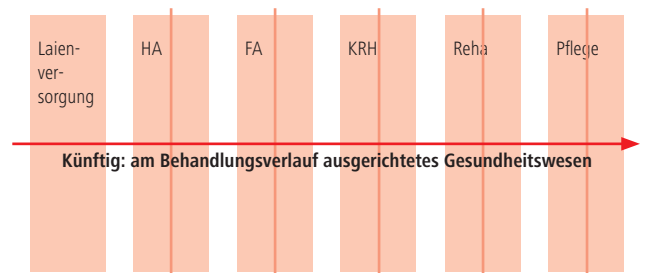 Laien-
ver-
sorgung
HA
FA
KRH
Reha
Pflege
Künftig: am Behandlungsverlauf ausgerichtetes Gesundheitswesen